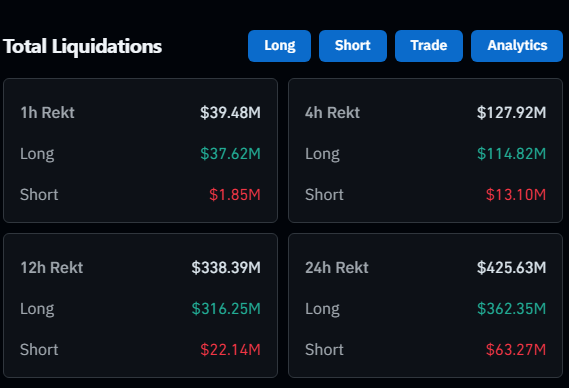 Total Liquidations Long Short Trade Analytics
1h Rekt $39.48M
Long $37.62M
Short $1.85M
4h Rekt $127.92M
Long $114.82M
Short $13.10M
12h Rekt $338.39M
Long $316.25M
Short $22.14M
24h Rekt $425.63M
Long $362.35M
Short $63.27M